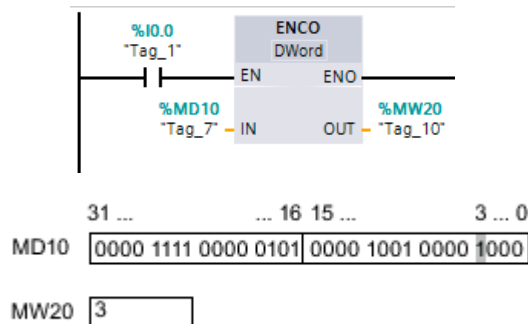 %I0.0
"Tag_1"
ENCO
DWord
EN ENO
%MD10
"Tag_7" IN
%MW20
OUT "Tag_10"
31 ... ... 16 15 ... 3 ... 0
MD10 0000 1111 0000 0101 0000 1001 0000 1000
MW20 3